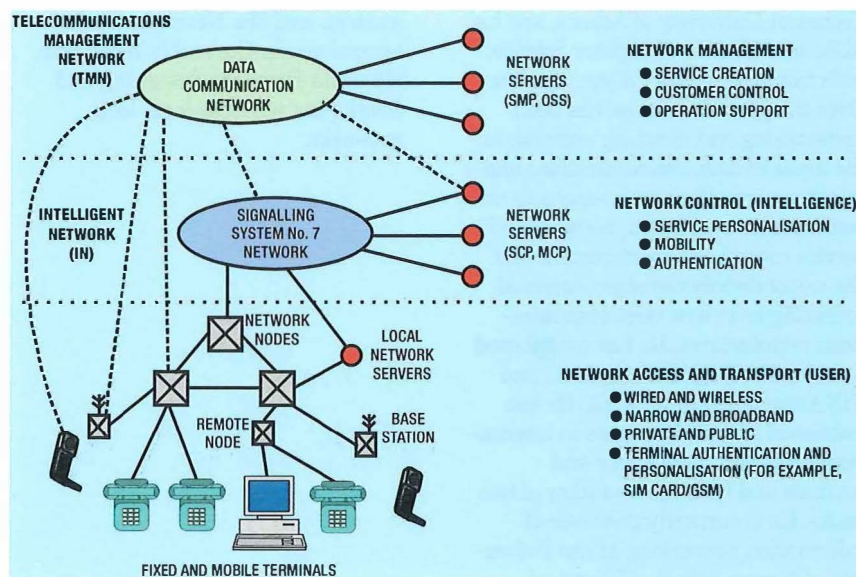 TELECOMMUNICATIONS
MANAGEMENT
NETWORK
(TMN)
DATA
COMMUNICATION
NETWORK
NETWORK
SERVERS
(SMP, OSS)
NETWORK MANAGEMENT
● SERVICE CREATION
● CUSTOMER CONTROL
● OPERATION SUPPORT
INTELLIGENT
NETWORK
(IN)
SIGNALLING
SYSTEM No. 7
NETWORK
NETWORK
SERVERS
(SCP, MCP)
NETWORK CONTROL (INTELLIGENCE)
● SERVICE PERSONALISATION
● MOBILITY
● AUTHENTICATION
NETWORK
NODES
LOCAL
NETWORK
SERVERS
REMOTE
NODE
BASE
STATION
NETWORK ACCESS AND TRANSPORT (USER)
● WIRED AND WIRELESS
● NARROW AND BROADBAND
● PRIVATE AND PUBLIC
● TERMINAL AUTHENTICATION AND
PERSONALISATION (FOR EXAMPLE,
SIM CARD/GSM)
FIXED AND MOBILE TERMINALS